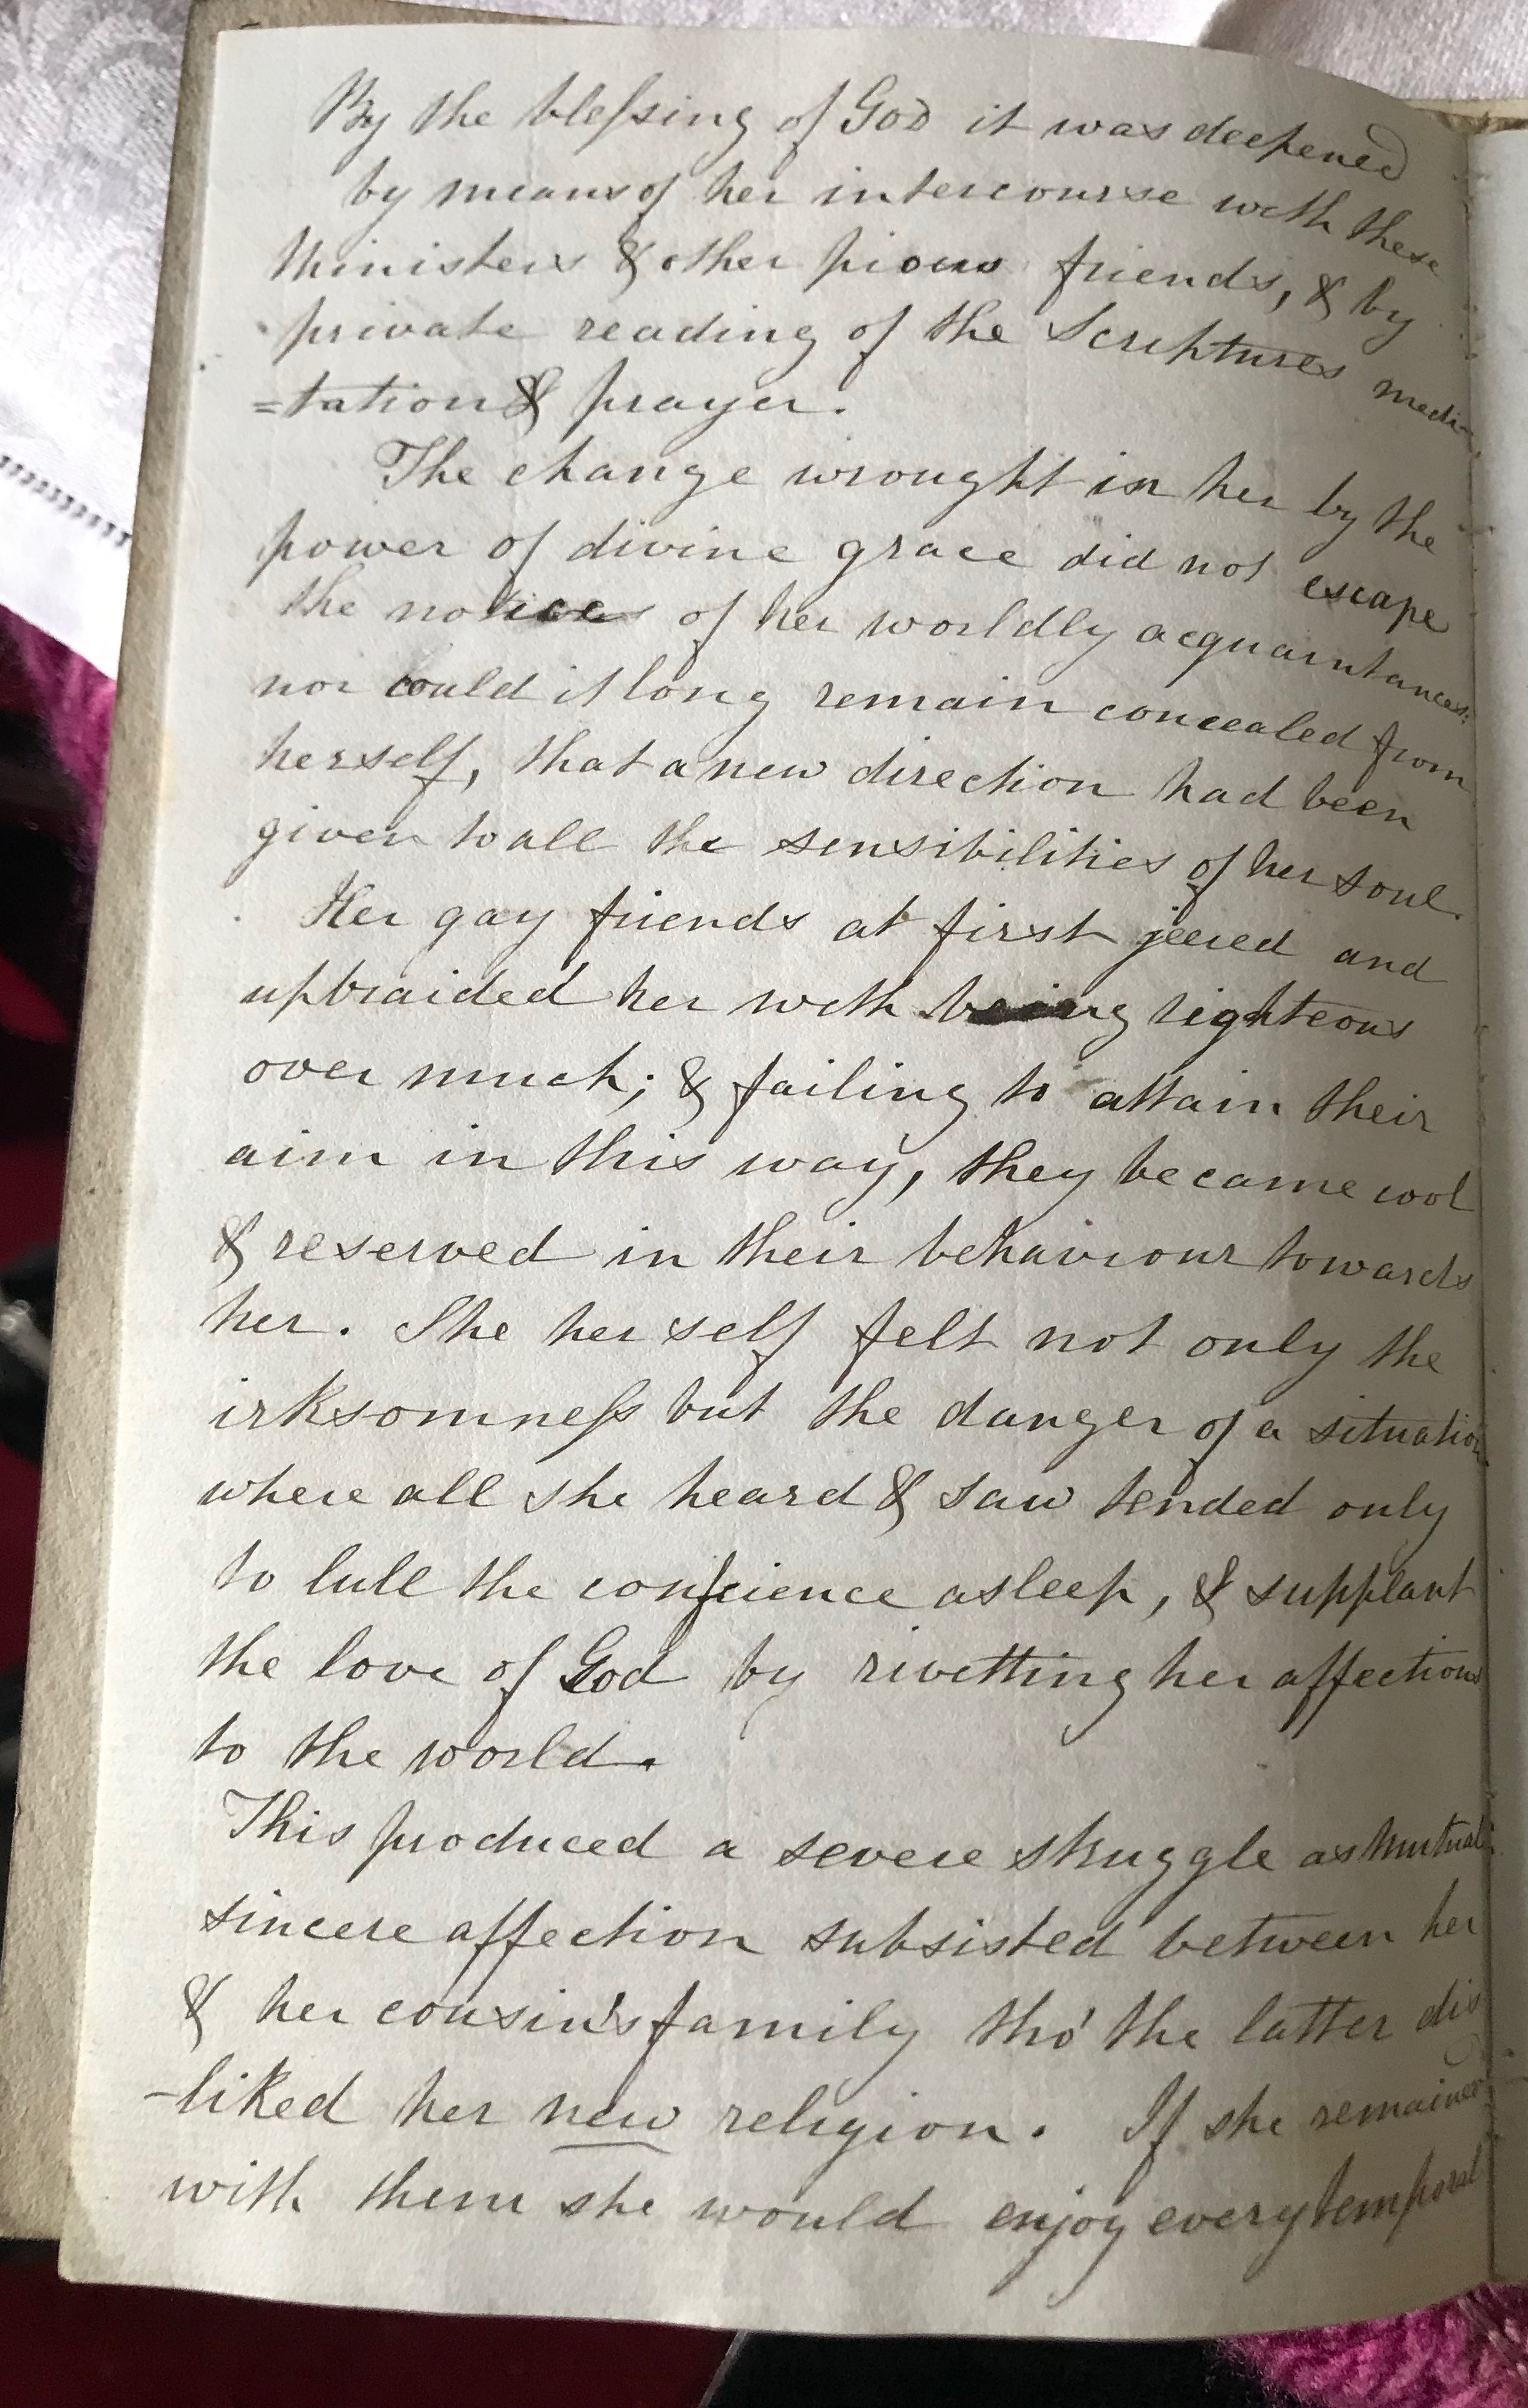 By the bleſsing of God it was deepened
by means of her intercourse with these
Ministers & other pious friends, & by
private reading of the Scriptures medi-
=tation & prayer.
The change wrought in her by the
power of divine grace did not escape
the notice of her worldly acquaintances:
nor could it long remain concealed from
herself, that a new direction had been
given to all the sensibilities of her soul.
Her gay friends at first jeered and
upbraided her with being righteous
over much; & failing to attain their
aim in this way, they became cool
& reserved in their behaviour towards
her. She herself felt not only the
irksomneſs but the danger of a situation
where all she heard & saw tended only
to lull the conſcience asleep, & supplant
the love of God by rivetting her affections
to the world.
This produced a severe struggle as mutual
sincere affection subsisted between her
& her cousin's family tho' the latter dis
-liked her new religion. If she remained
with them she would enjoy every temporal